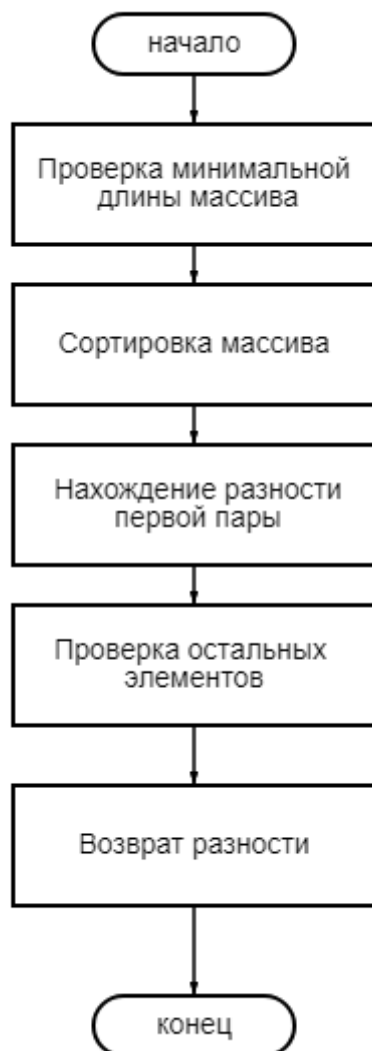 начало
Проверка минимальной
длины массива
Сортировка массива
Нахождение разности
первой пары
Проверка остальных
элементов
Возврат разности
конец